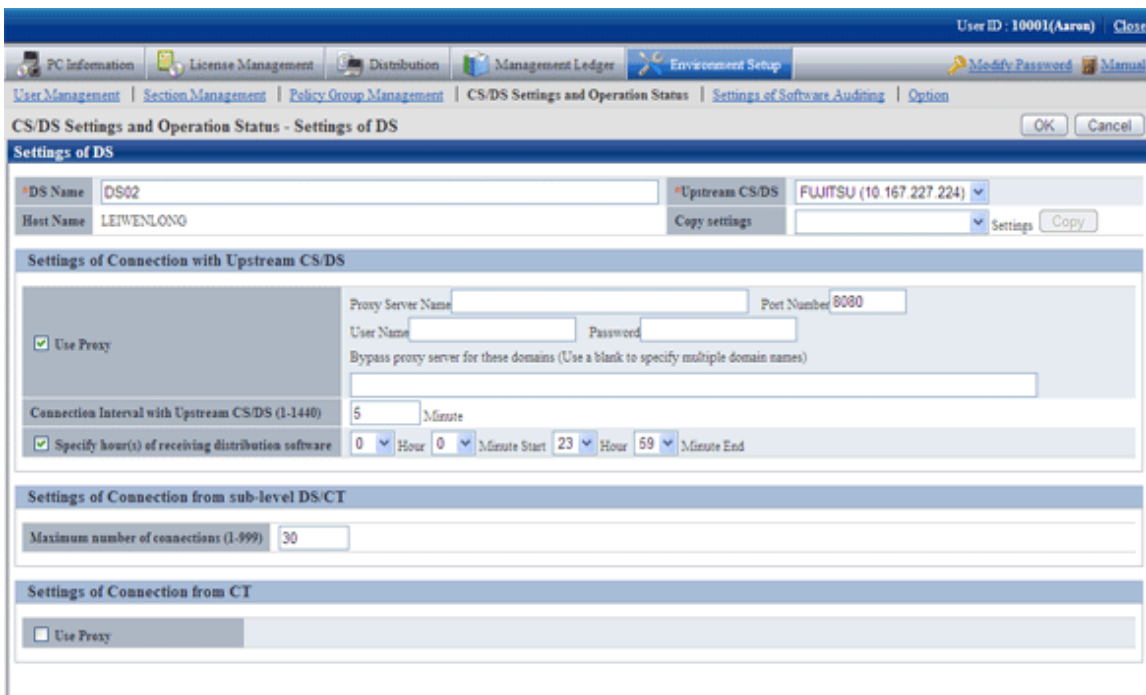 User ID : 10001(Aaron) Close
PC Information License Management Distribution Management Ledger Environment Setup Modify Password Manual
User Management | Section Management | Policy Group Management | CS/DS Settings and Operation Status | Settings of Software Auditing | Option
CS/DS Settings and Operation Status - Settings of DS OK Cancel
Settings of DS
*DS Name DS02 *Upstream CS/DS FUJITSU (10.167.227.224)
Host Name LEIWENLONG Copy settings Settings Copy
Settings of Connection with Upstream CS/DS
Proxy Server Name Port Number 8080
User Name Password
Use Proxy
Bypass proxy server for these domains (Use a blank to specify multiple domain names)
Connection Interval with Upstream CS/DS (1-1440) 5 Minute
Specify hour(s) of receiving distribution software 0 Hour 0 Minute Start 23 Hour 59 Minute End
Settings of Connection from sub-level DS/CT
Maximum number of connections (1-999) 30
Settings of Connection from CT
Use Proxy